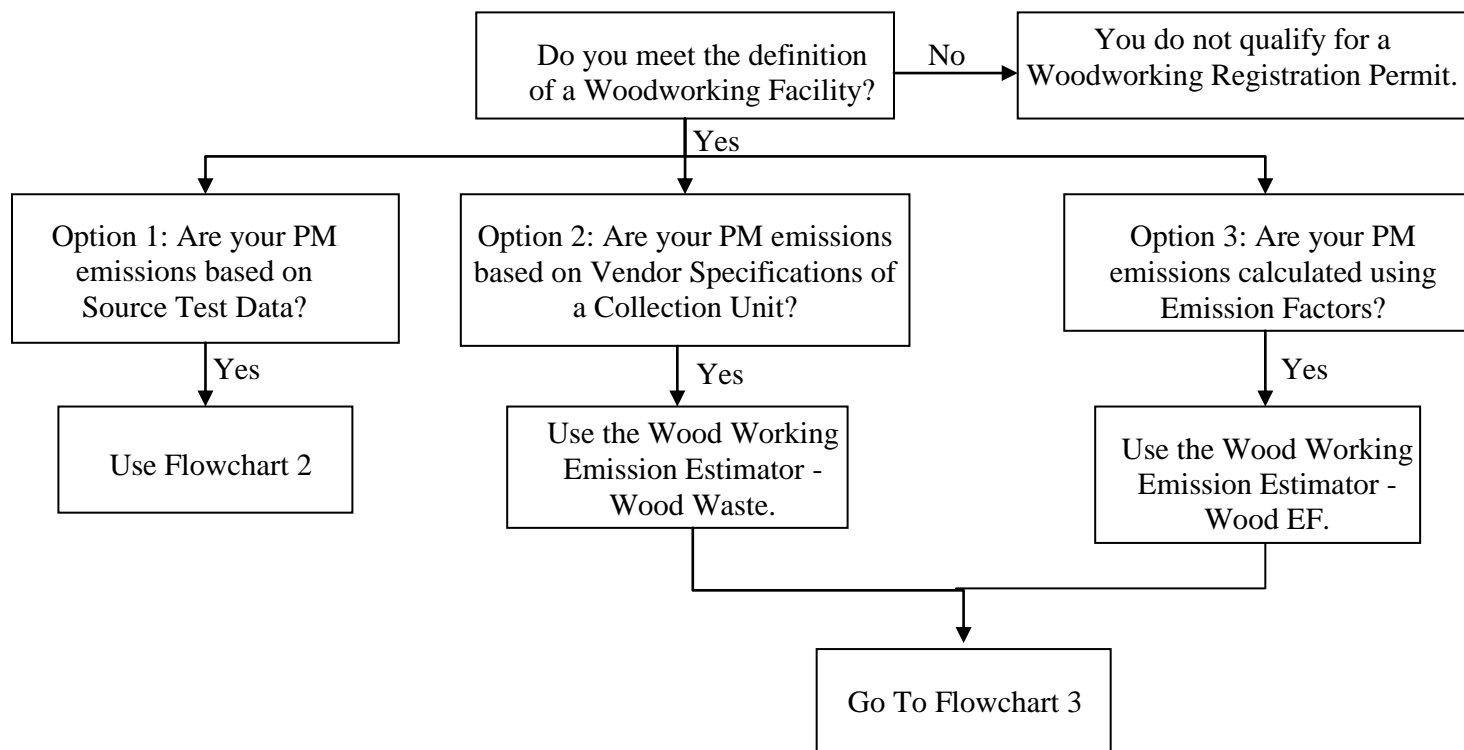 Do you meet the definition
of a Woodworking Facility?
No
You do not qualify for a
Woodworking Registration Permit.
Yes
Option 1: Are your PM
emissions based on
Source Test Data?
Option 2: Are your PM emissions
based on Vendor Specifications of
a Collection Unit?
Option 3: Are your PM
emissions calculated using
Emission Factors?
Yes
Yes
Yes
Use Flowchart 2
Use the Wood Working
Emission Estimator -
Wood Waste.
Use the Wood Working
Emission Estimator -
Wood EF.
Go To Flowchart 3